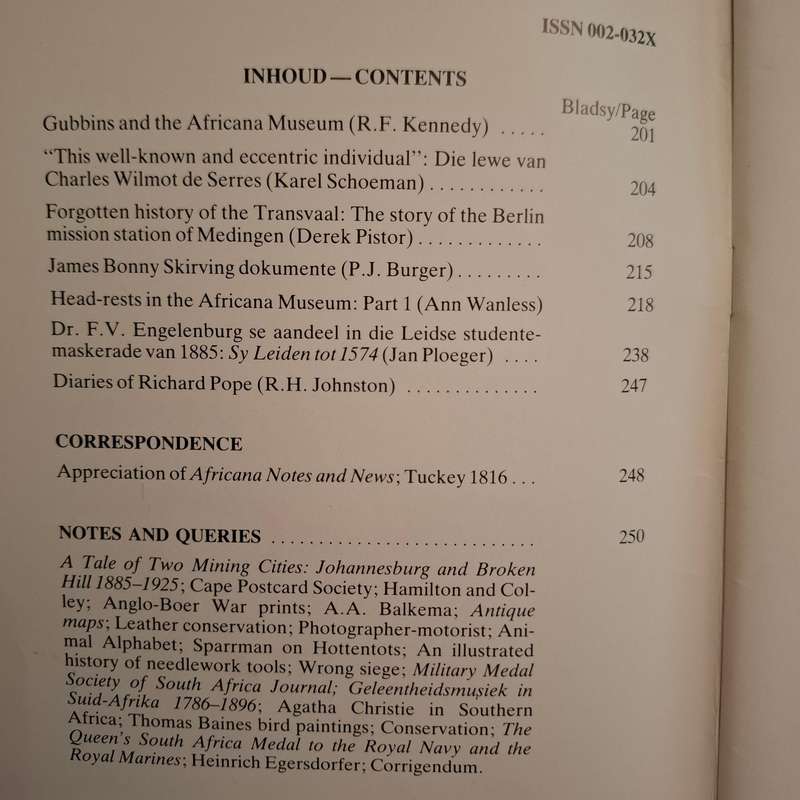 ISSN 002-032X
INHOUD — CONTENTS
Bladsy/Page
Gubbins and the Africana Museum (R.F. Kennedy) ..... 201
“This well-known and eccentric individual”: Die lewe van
Charles Wilmot de Serres (Karel Schoeman) ............ 204
Forgotten history of the Transvaal: The story of the Berlin
mission station of Medingen (Derek Pistor) ............. 208
James Bonny Skirving dokumente (P.J. Burger) ......... 215
Head-rests in the Africana Museum: Part 1 (Ann Wanless) 218
Dr. F.V. Engelenburg se aandeel in die Leidse studente-
maskerade van 1885: Sy Leiden tot 1574 (Jan Ploeger) .... 238
Diaries of Richard Pope (R.H. Johnston) .............. 247
CORRESPONDENCE
Appreciation of Africana Notes and News; Tuckey 1816 ... 248
NOTES AND QUERIES ............................ 250
A Tale of Two Mining Cities: Johannesburg and Broken
Hill 1885–1925; Cape Postcard Society; Hamilton and Col-
ley; Anglo-Boer War prints; A.A. Balkema; Antique
maps; Leather conservation; Photographer-motorist; Ani-
mal Alphabet; Sparrman on Hottentots; An illustrated
history of needlework tools; Wrong siege; Military Medal
Society of South Africa Journal; Geleentheidsmusiek in
Suid-Afrika 1786–1896; Agatha Christie in Southern
Africa; Thomas Baines bird paintings; Conservation; The
Queen's South Africa Medal to the Royal Navy and the
Royal Marines; Heinrich Egersdorfer; Corrigendum.